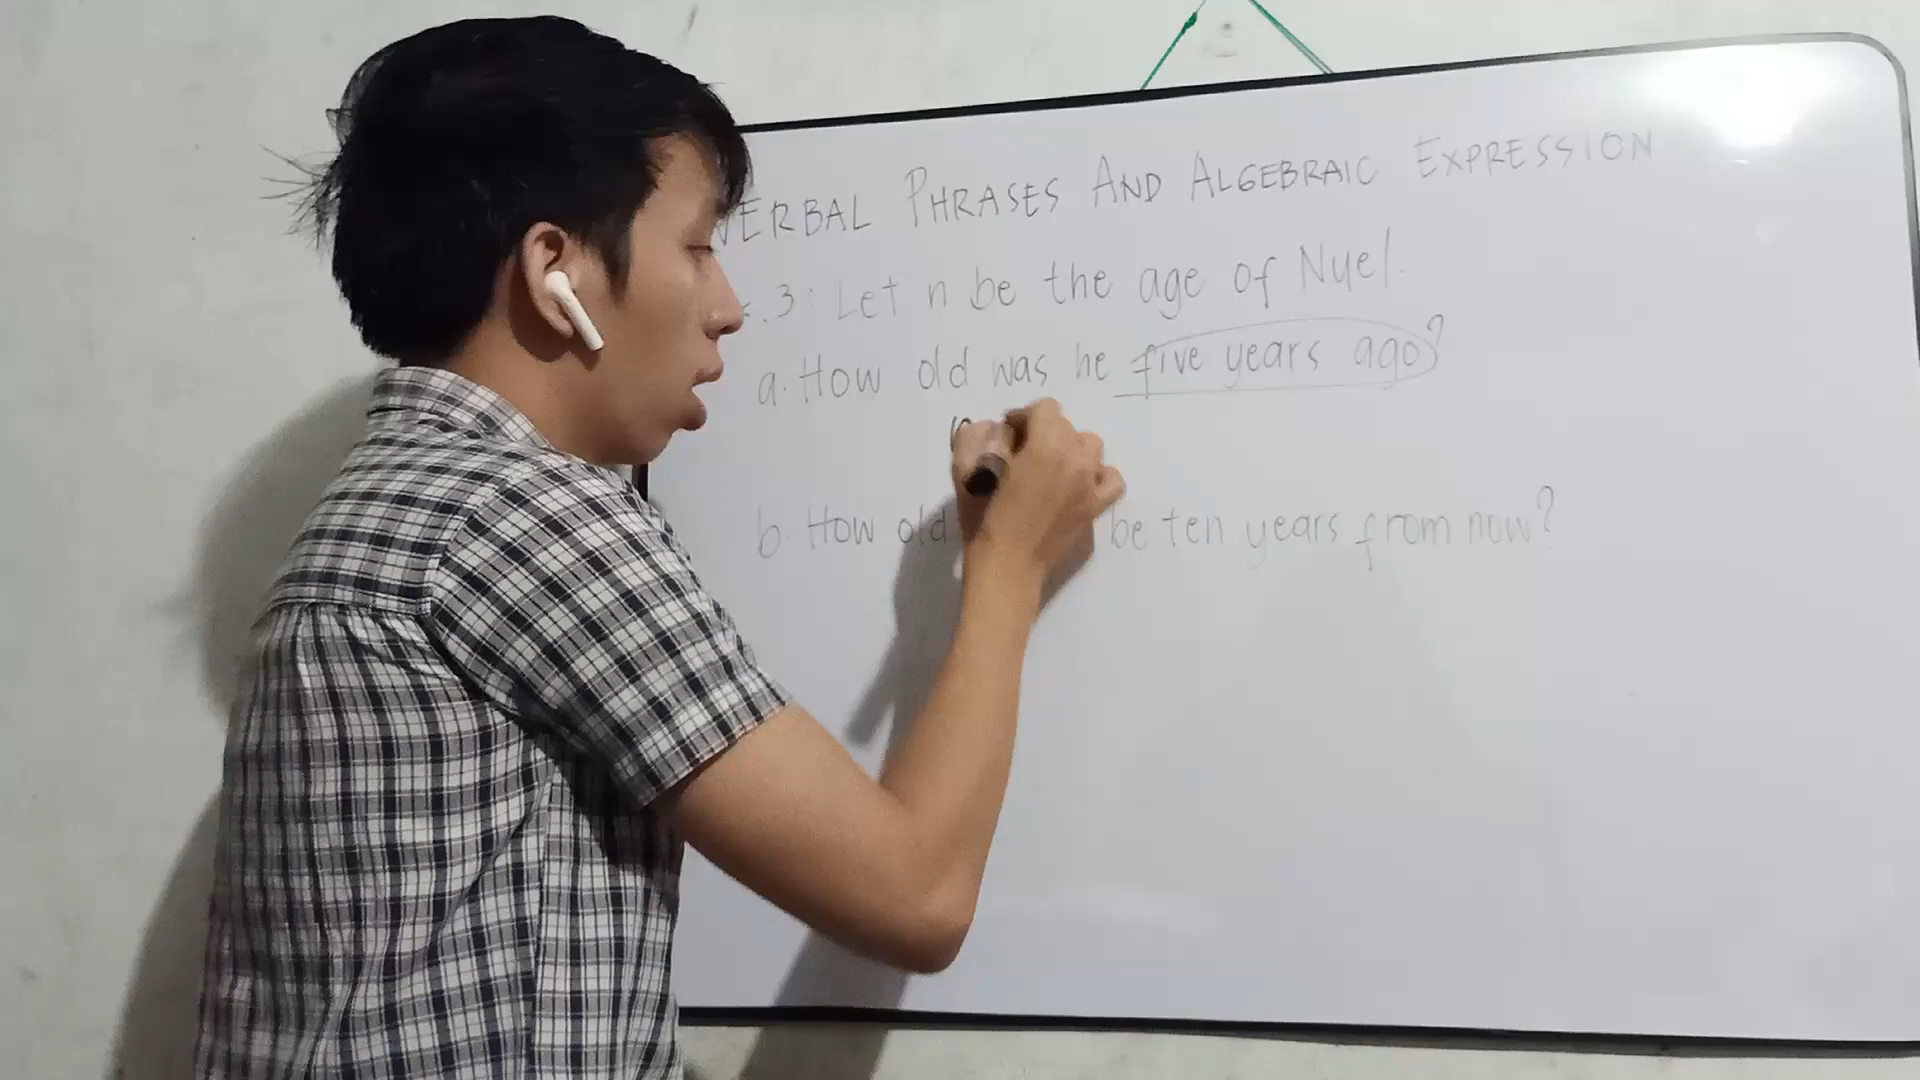 VERBAL PHRASES AND ALGEBRAIC EXPRESSION
.3: Let n be the age of Nyel.
a. How old was he five years ago?
n
b. How old be ten years from now?